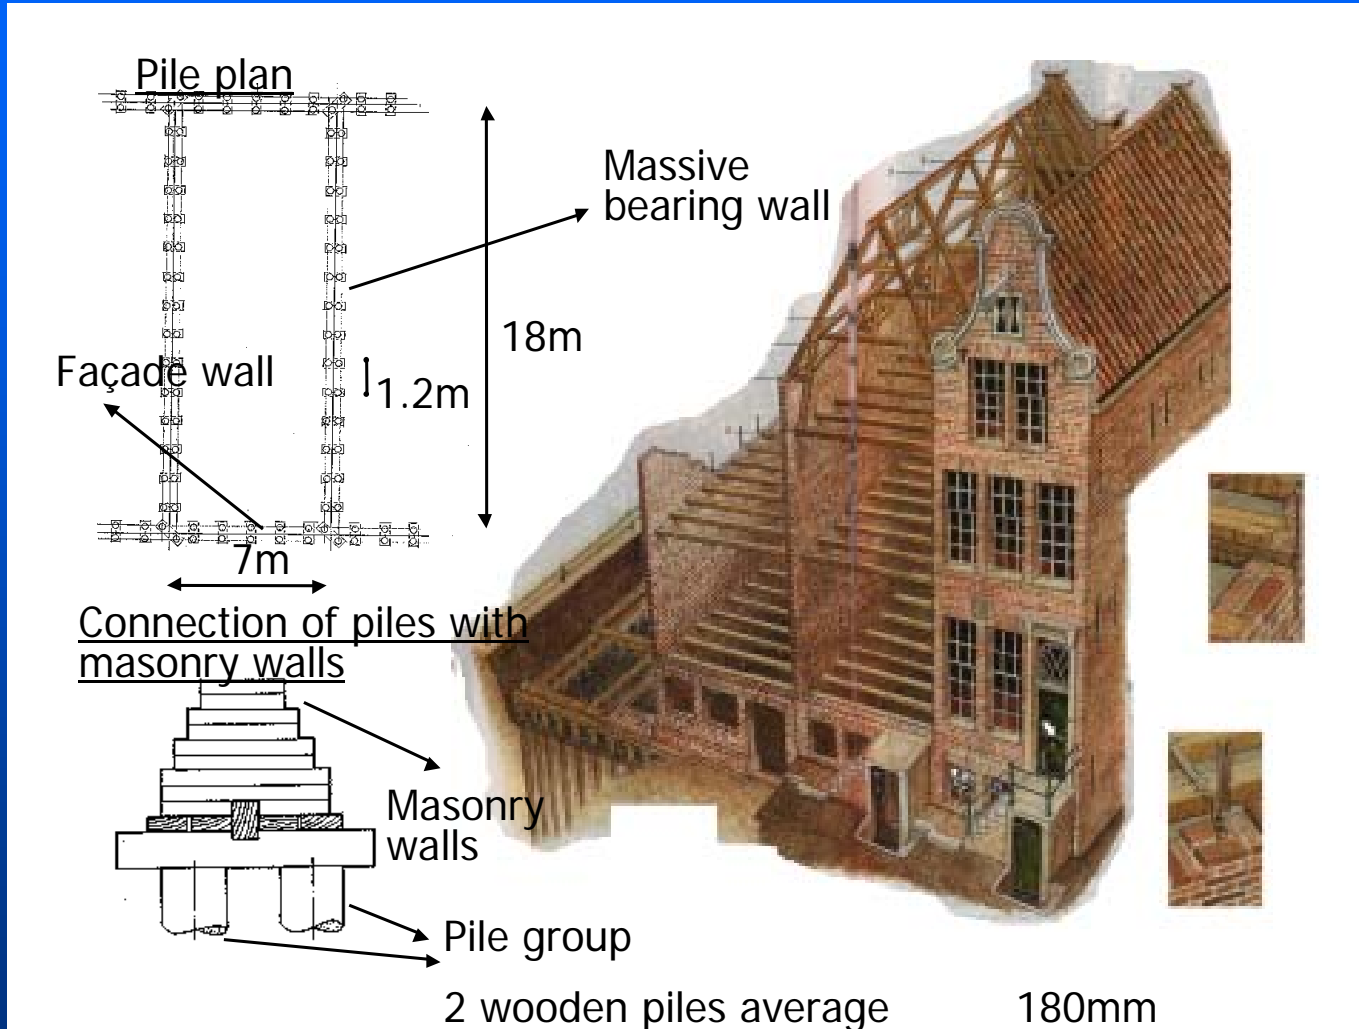 Pile plan
Massive
bearing wall
18m
Façade wall
1.2m
7m
Connection of piles with
masonry walls
Masonry
walls
Pile group
2 wooden piles average 180mm